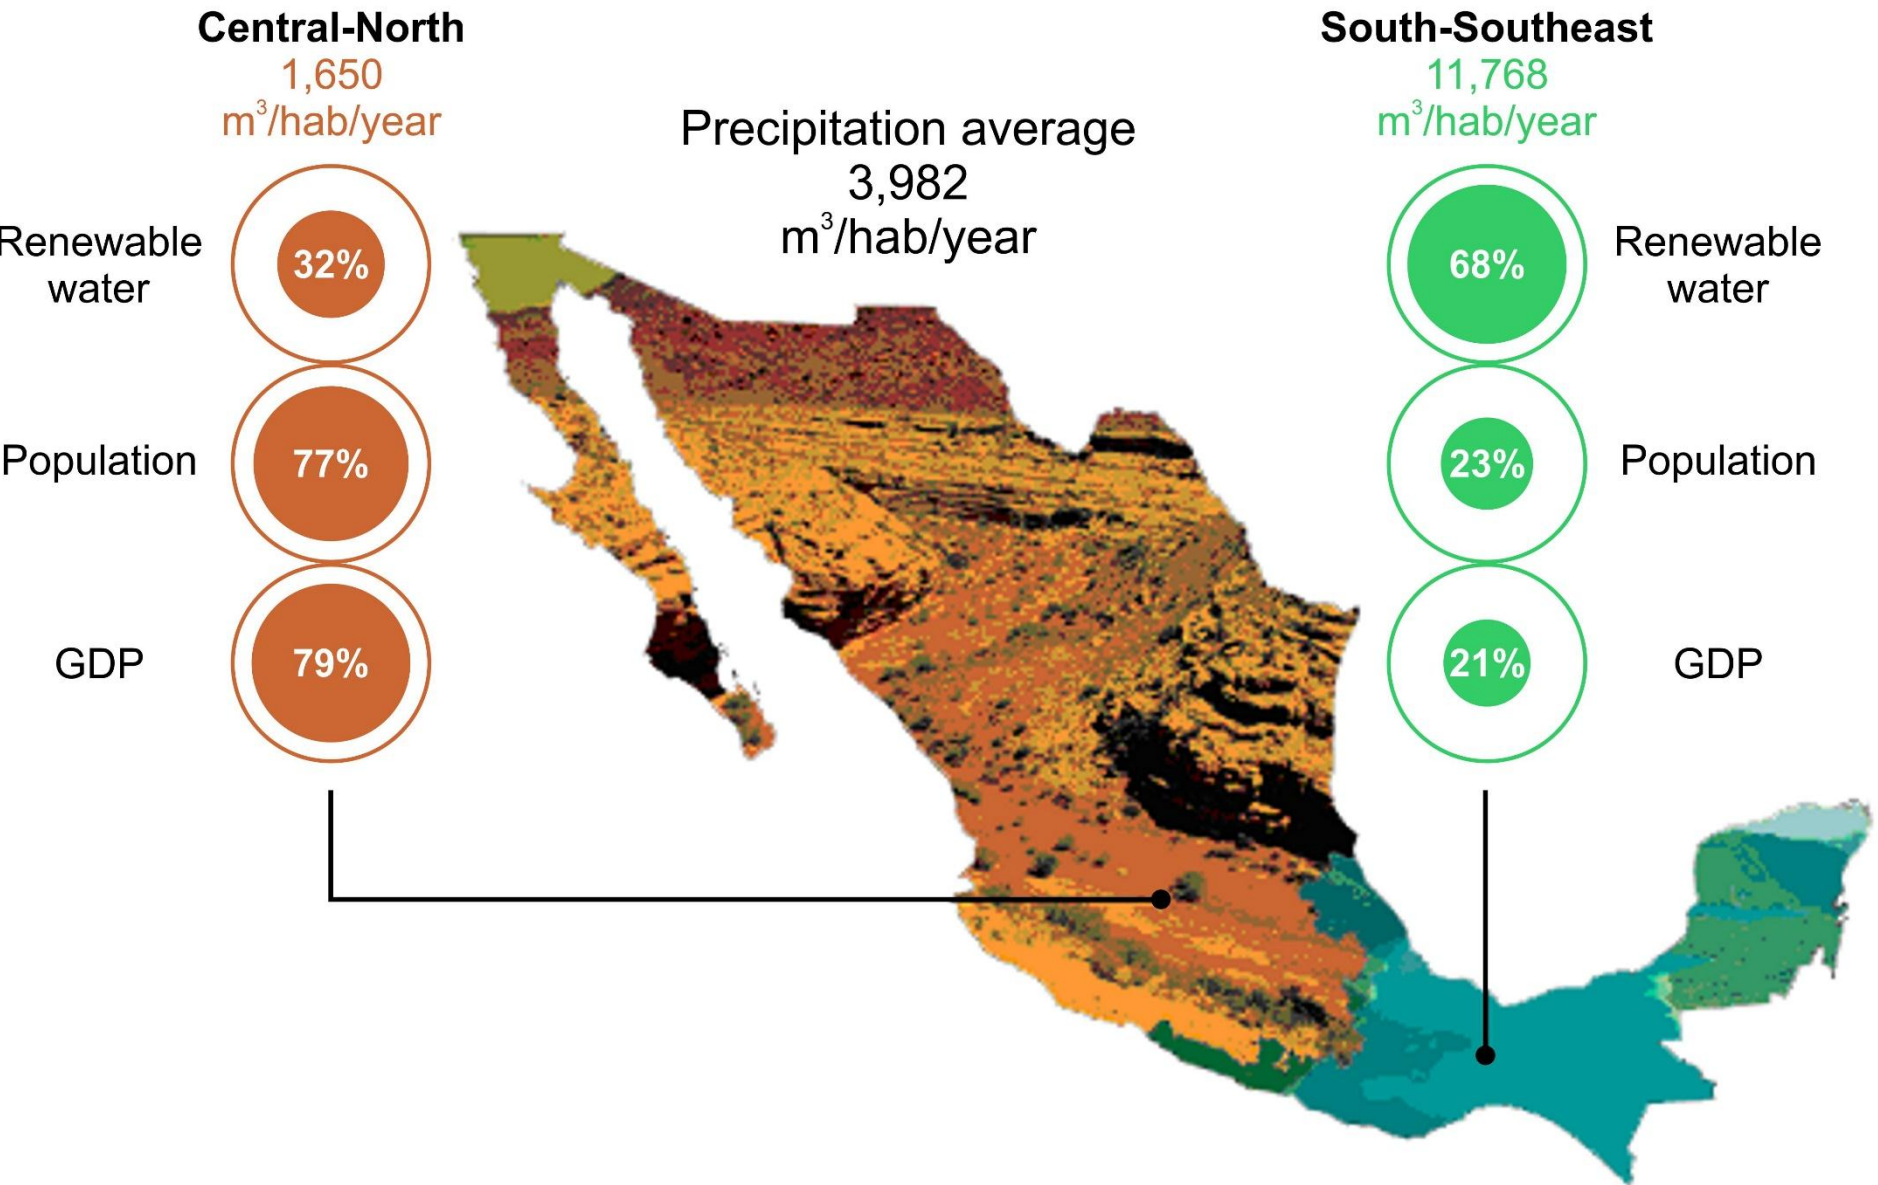 Central-North
1,650
m³/hab/year
Renewable
water
32%
Population
77%
GDP
79%
Precipitation average
3,982
m³/hab/year
South-Southeast
11,768
m³/hab/year
68%
Renewable
water
23%
Population
21%
GDP